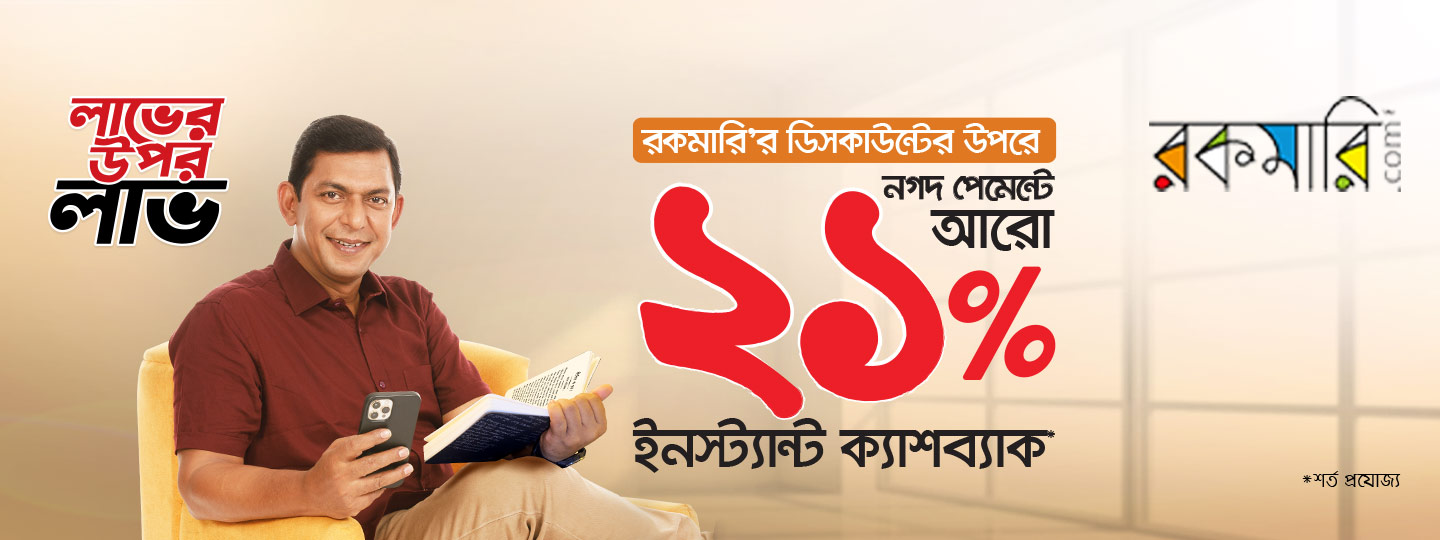 লাভের
উপর
লাভ
রকমারি'র ডিসকাউন্টের উপরে
নগদ পেমেন্টে
আরো
২১%
ইনস্ট্যান্ট ক্যাশব্যাক*
রকমারি
.com
*শর্ত প্রযোজ্য